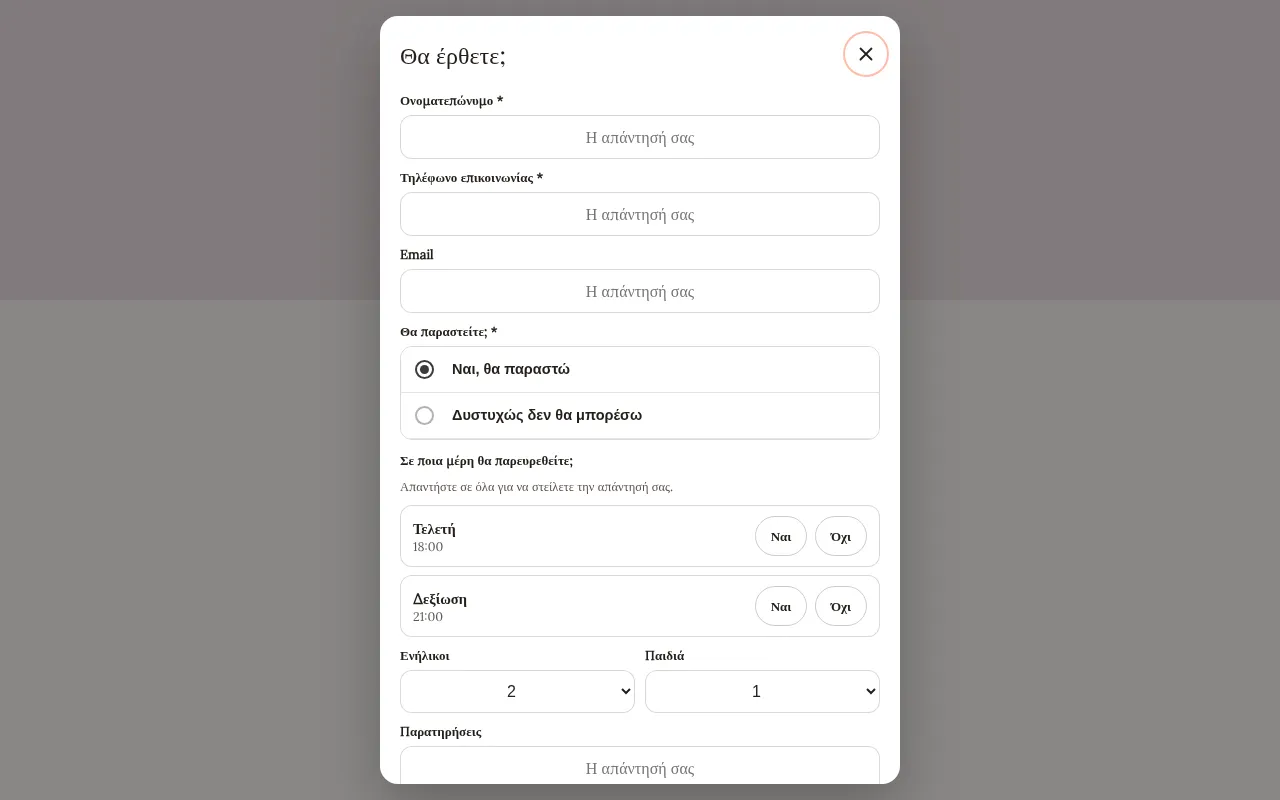 Θα έρθετε;
Ονοματεπώνυμο *
Η απάντησή σας
Τηλέφωνο επικοινωνίας *
Η απάντησή σας
Email
Η απάντησή σας
Θα παραστείτε; *
Ναι, θα παραστώ
Δυστυχώς δεν θα μπορέσω
Σε ποια μέρη θα παρευρεθείτε;
Απαντήστε σε όλα για να στείλετε την απάντησή σας.
Τελετή
18:00
Ναι Όχι
Δεξίωση
21:00
Ναι Όχι
Ενήλικοι Παιδιά
2 1
Παρατηρήσεις
Η απάντησή σας